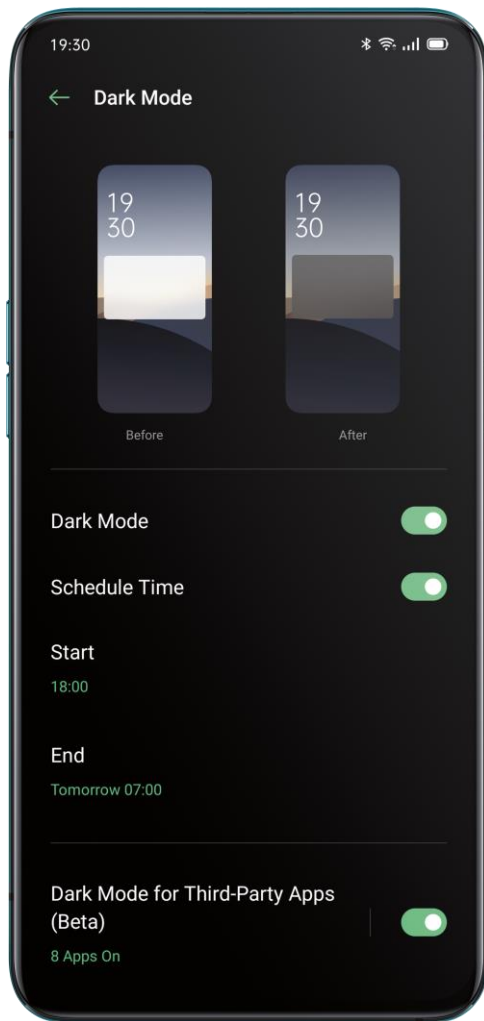 19:30
Dark Mode
19
30
19
30
Before
After
Dark Mode
Schedule Time
Start
18:00
End
Tomorrow 07:00
Dark Mode for Third-Party Apps
(Beta)
8 Apps On